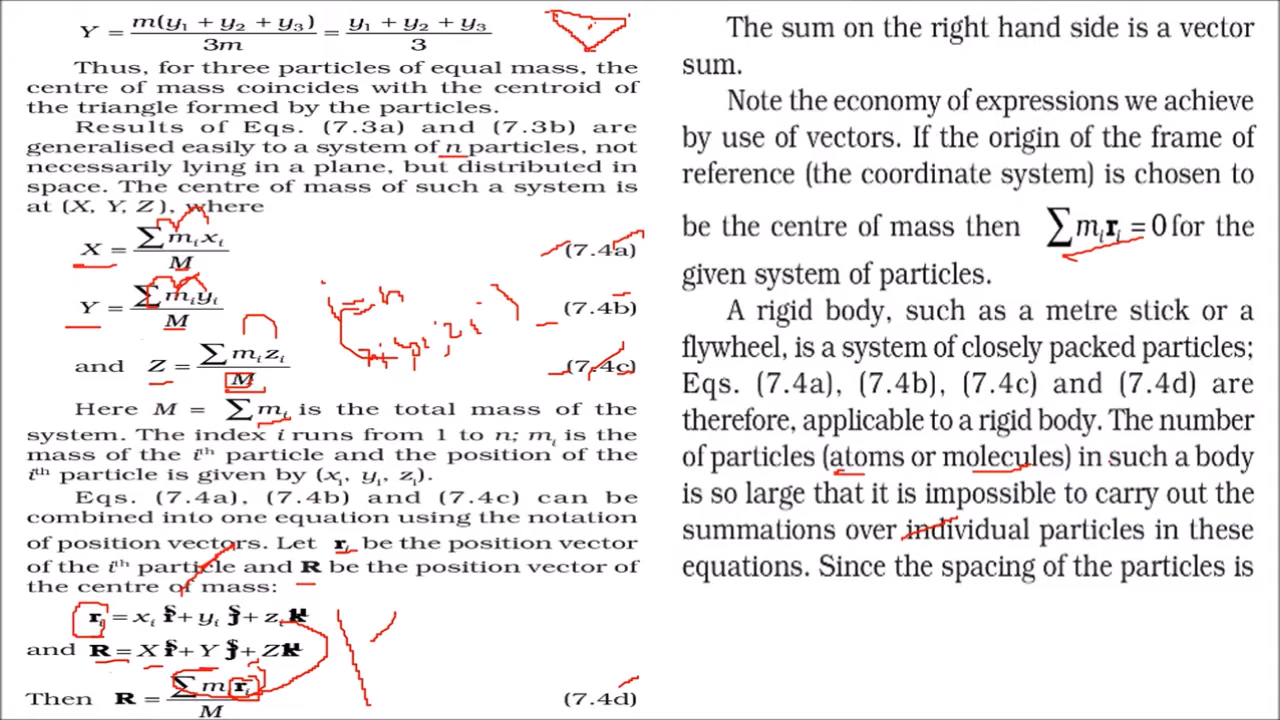 Y = m(y₁ + y₂ + y₃) / 3m = y₁ + y₂ + y₃ / 3
Thus, for three particles of equal mass, the
centre of mass coincides with the centroid of
the triangle formed by the particles.
Results of Eqs. (7.3a) and (7.3b) are
generalised easily to a system of n particles, not
necessarily lying in a plane, but distributed in
space. The centre of mass of such a system is
at (X, Y, Z), where
X = ∑ mᵢxᵢ / M (7.4a)
Y = ∑ mᵢyᵢ / M (7.4b)
and Z = ∑ mᵢzᵢ / M (7.4c)
Here M = ∑ mᵢ is the total mass of the
system. The index i runs from 1 to n; mᵢ is the
mass of the iᵗʰ particle and the position of the
iᵗʰ particle is given by (xᵢ, yᵢ, zᵢ).
Eqs. (7.4a), (7.4b) and (7.4c) can be
combined into one equation using the notation
of position vectors. Let rᵢ be the position vector
of the iᵗʰ particle and R be the position vector of
the centre of mass:
rᵢ = xᵢ i + yᵢ j + zᵢ k
and R = X i + Y j + Z k
Then R = ∑ mᵢrᵢ / M (7.4d)
The sum on the right hand side is a vector
sum.
Note the economy of expressions we achieve
by use of vectors. If the origin of the frame of
reference (the coordinate system) is chosen to
be the centre of mass then ∑ mᵢrᵢ = 0 for the
given system of particles.
A rigid body, such as a metre stick or a
flywheel, is a system of closely packed particles;
Eqs. (7.4a), (7.4b), (7.4c) and (7.4d) are
therefore, applicable to a rigid body. The number
of particles (atoms or molecules) in such a body
is so large that it is impossible to carry out the
summations over individual particles in these
equations. Since the spacing of the particles is